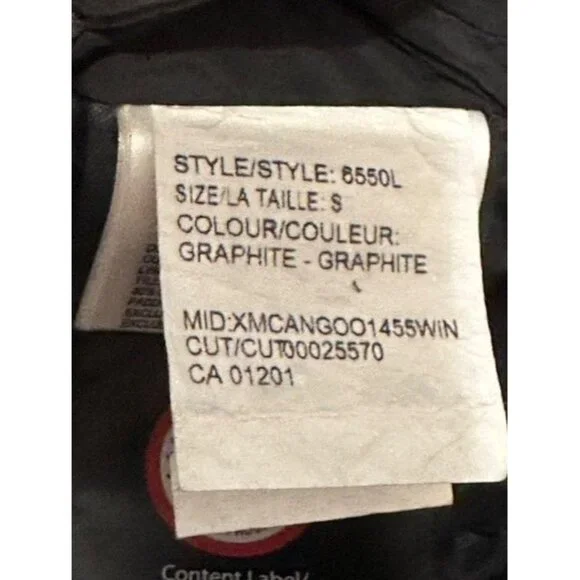 STYLE/STYLE: 6550L
SIZE/LA TAILLE: S
COLOUR/COULEUR:
GRAPHITE - GRAPHITE
MID:XMCANGOO1455WIN
CUT/CUT00025570
CA 01201
Content Label/